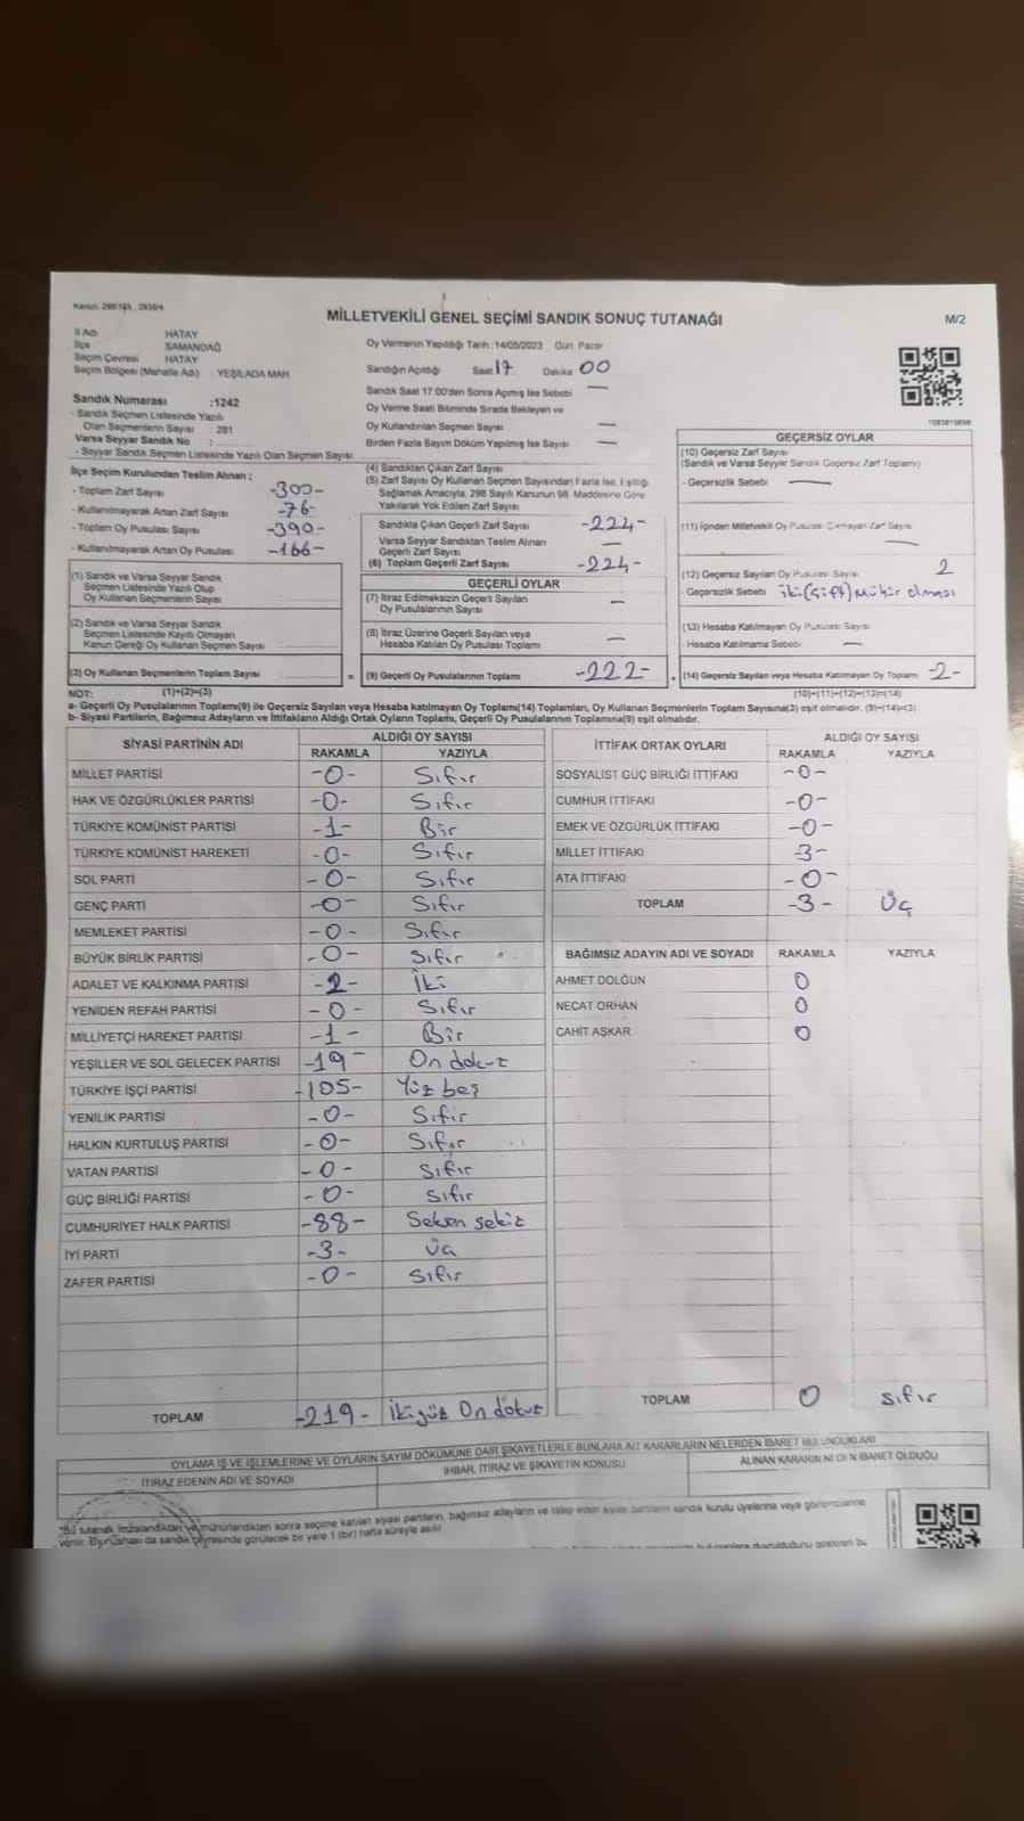 Kanun: 298/105, 2839/4
MİLLETVEKİLİ GENEL SEÇİMİ SANDIK SONUÇ TUTANAĞI
M/2
İl Adı HATAY
İlçe SAMANDAĞ
Seçim Çevresi HATAY
Seçim Bölgesi (Mahalle Adı) : YEŞİLADA MAH.
Sandık Numarası :1242
- Sandık Seçmen Listesinde Yazılı
Olan Seçmenlerin Sayısı : 281
Varsa Seyyar Sandık No :
- Seyyar Sandık Seçmen Listesinde Yazılı Olan Seçmen Sayısı
İlçe Seçim Kurulundan Teslim Alınan ;
- Toplam Zarf Sayısı -300-
- Kullanılmayarak Artan Zarf Sayısı -76-
- Toplam Oy Pusulası Sayısı -390-
- Kullanılmayarak Artan Oy Pusulası -166-
(1) Sandık ve Varsa Seyyar Sandık
Seçmen Listesinde Yazılı Olup
Oy Kullanan Seçmenlerin Sayısı
(2) Sandık ve Varsa Seyyar Sandık
Seçmen Listesinde Kayıtlı Olmayan
Kanun Gereği Oy Kullanan Seçmen Sayısı
(3) Oy Kullanan Seçmenlerin Toplam Sayısı
(1)+(2)=(3)
Oy Vermenin Yapıldığı Tarih :14/05/2023 Gün: Pazar
Sandığın Açıldığı Saat 17 Dakika 00
Sandık Saat 17.00'den Sonra Açılmış İse Sebebi —
Oy Verme Saati Bitiminde Sırada Bekleyen ve
Oy Kullandırılan Seçmen Sayısı —
Birden Fazla Sayım Döküm Yapılmış İse Sayısı —
(4) Sandıktan Çıkan Zarf Sayısı
(5) Zarf Sayısı Oy Kullanan Seçmen Sayısından Fazla İse, Eşitliği
Sağlamak Amacıyla, 298 Sayılı Kanunun 98. Maddesine Göre
Yakılarak Yok Edilen Zarf Sayısı
Sandıkta Çıkan Geçerli Zarf Sayısı -224-
Varsa Seyyar Sandıktan Teslim Alınan
Geçerli Zarf Sayısı —
(6) Toplam Geçerli Zarf Sayısı -224-
GEÇERLİ OYLAR
(7) İtiraz Edilmeksizin Geçerli Sayılan
Oy Pusulalarının Sayısı —
(8) İtiraz Üzerine Geçerli Sayılan veya
Hesaba Katılan Oy Pusulası Toplamı —
= (9) Geçerli Oy Pusulalarının Toplamı -222-
GEÇERSİZ OYLAR
(10) Geçersiz Zarf Sayısı
(Sandık ve Varsa Seyyar Sandık Geçersiz Zarf Toplamı)
- Geçersizlik Sebebi —
(11) İçinden Milletvekili Oy Pusulası Çıkmayan Zarf Sayısı —
(12) Geçersiz Sayılan Oy Pusulası Sayısı 2
Geçersizlik Sebebi iki (çift) mühür olması
(13) Hesaba Katılmayan Oy Pusulası Sayısı
- Hesaba Katılmama Sebebi —
+ (14) Geçersiz Sayılan veya Hesaba Katılmayan Oy Toplamı -2-
(10)+(11)+(12)+(13)=(14)
NOT:
a- Geçerli Oy Pusulalarının Toplamı(9) ile Geçersiz Sayılan veya Hesaba katılmayan Oy Toplamı(14) Toplamları, Oy Kullanan Seçmenlerin Toplam Sayısına(3) eşit olmalıdır. (9)+(14)=(3)
b- Siyasi Partilerin, Bağımsız Adayların ve İttifakların Aldığı Ortak Oyların Toplamı, Geçerli Oy Pusulalarının Toplamına(9) eşit olmalıdır.
SİYASİ PARTİNİN ADI ALDIĞI OY SAYISI
RAKAMLA YAZIYLA
MİLLET PARTİSİ -0- Sıfır
HAK VE ÖZGÜRLÜKLER PARTİSİ -0- Sıfır
TÜRKİYE KOMÜNİST PARTİSİ -1- Bir
TÜRKİYE KOMÜNİST HAREKETİ -0- Sıfır
SOL PARTİ -0- Sıfır
GENÇ PARTİ -0- Sıfır
MEMLEKET PARTİSİ -0- Sıfır
BÜYÜK BİRLİK PARTİSİ -0- Sıfır
ADALET VE KALKINMA PARTİSİ -2- İki
YENİDEN REFAH PARTİSİ -0- Sıfır
MİLLİYETÇİ HAREKET PARTİSİ -1- Bir
YEŞİLLER VE SOL GELECEK PARTİSİ -19- On dokuz
TÜRKİYE İŞÇİ PARTİSİ -105- Yüz beş
YENİLİK PARTİSİ -0- Sıfır
HALKIN KURTULUŞ PARTİSİ -0- Sıfır
VATAN PARTİSİ -0- Sıfır
GÜÇ BİRLİĞİ PARTİSİ -0- Sıfır
CUMHURİYET HALK PARTİSİ -88- Seksen sekiz
İYİ PARTİ -3- Üç
ZAFER PARTİSİ -0- Sıfır
TOPLAM -219- İki yüz On dokuz
İTTİFAK ORTAK OYLARI ALDIĞI OY SAYISI
RAKAMLA YAZIYLA
SOSYALİST GÜÇ BİRLİĞİ İTTİFAKI -0-
CUMHUR İTTİFAKI -0-
EMEK VE ÖZGÜRLÜK İTTİFAKI -0-
MİLLET İTTİFAKI -3-
ATA İTTİFAKI -0-
TOPLAM -3- Üç
BAĞIMSIZ ADAYIN ADI VE SOYADI RAKAMLA YAZIYLA
AHMET DOLĞUN 0
NECAT ORHAN 0
CAHİT AŞKAR 0
TOPLAM 0 sıfır
OYLAMA İŞ VE İŞLEMLERİNE VE OYLARIN SAYIM DÖKÜMÜNE DAİR ŞİKAYETLERLE BUNLARA AİT KARARLARIN NELERDEN İBARET BULUNDUKLARI
İTİRAZ EDENİN ADI VE SOYADI İHBAR, İTİRAZ VE ŞİKAYETİN KONUSU ALINAN KARARIN NEDEN İBARET OLDUĞU
*Bu tutanak imzalandıktan ve mühürlendikten sonra seçime katılan siyasi partilerin, bağımsız adayların ve talep eden siyasi partilerin sandık kurulu üyelerine veya gözlemcilerine
verilir. Bir nüshası da sandık çevresinde görülecek bir yere 1 (bir) hafta süreyle asılır.